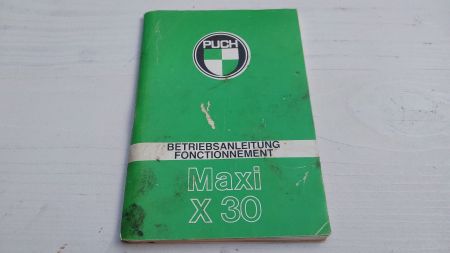 PUCH
BETRIEBSANLEITUNG
FONCTIONNEMENT
Maxi
X 30